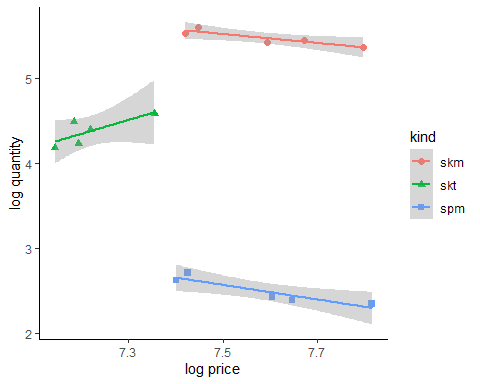 5
4
3
2
log quantity
7.3
7.5
7.7
log price
kind
skm
skt
spm